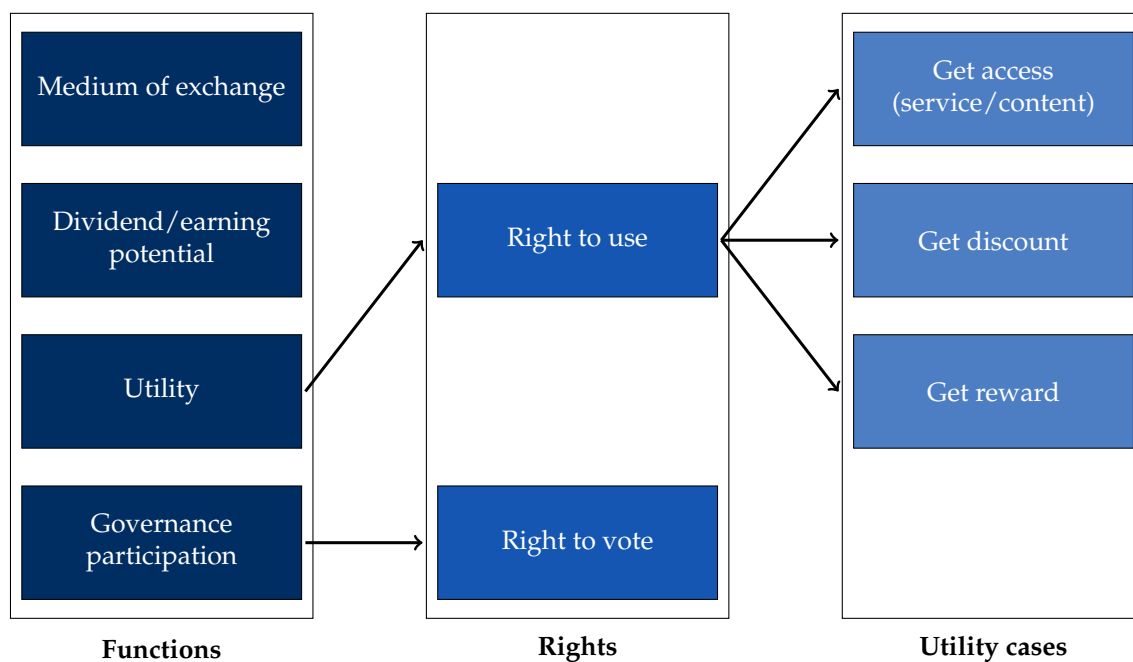 Medium of exchange
Dividend/earning
potential
Utility
Governance
participation
Functions
Right to use
Right to vote
Rights
Get access
(service/content)
Get discount
Get reward
Utility cases